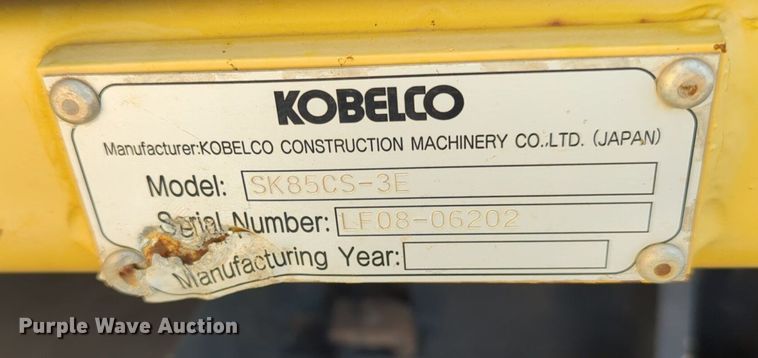 KOBELCO
Manufacturer:KOBELCO CONSTRUCTION MACHINERY CO.,LTD. (JAPAN)
Model: SK85CS-3E
Serial Number: LF08-06202
Manufacturing Year:
Purple Wave Auction